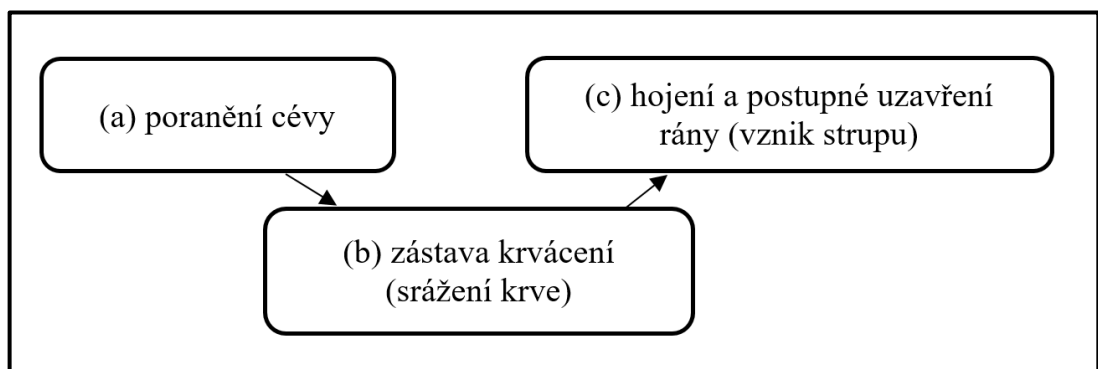 (a) poranění cévy
(c) hojení a postupné uzavření
rány (vznik strupu)
(b) zástava krvácení
(srážení krve)